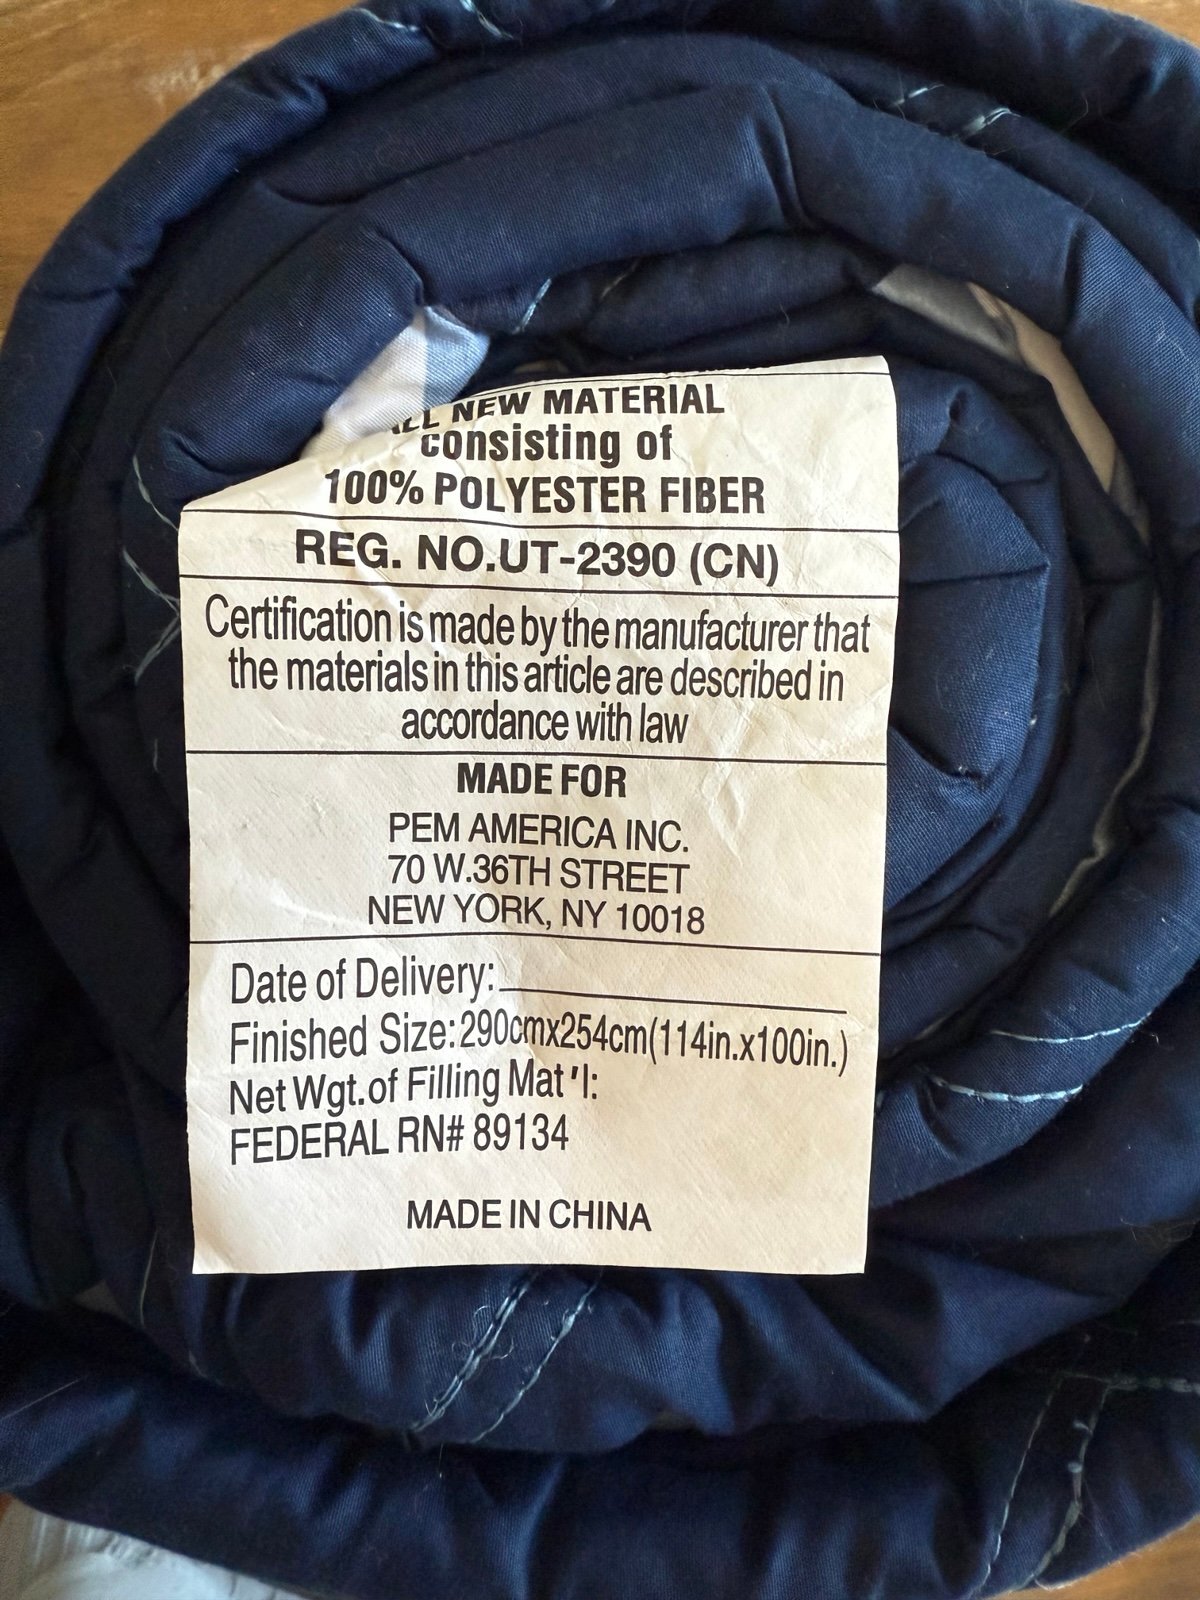 ALL NEW MATERIAL
consisting of
100% POLYESTER FIBER
REG. NO.UT-2390 (CN)
Certification is made by the manufacturer that
the materials in this article are described in
accordance with law
MADE FOR
PEM AMERICA INC.
70 W.36TH STREET
NEW YORK, NY 10018
Date of Delivery:
Finished Size:290cmx254cm(114in.x100in.)
Net Wgt.of Filling Mat'l:
FEDERAL RN# 89134
MADE IN CHINA